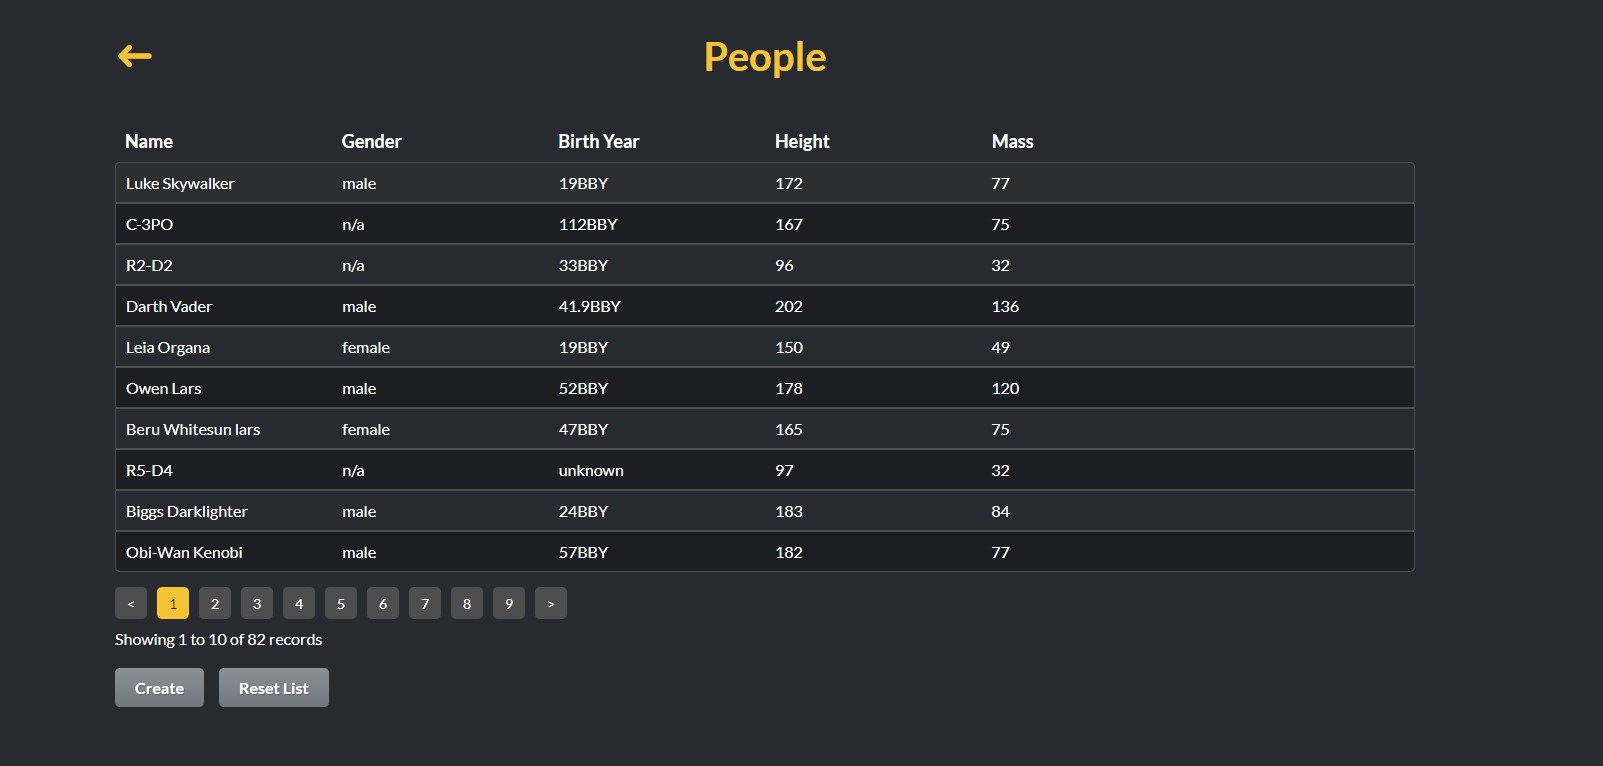 People
Name Gender Birth Year Height Mass
Luke Skywalker male 19BBY 172 77
C-3PO n/a 112BBY 167 75
R2-D2 n/a 33BBY 96 32
Darth Vader male 41.9BBY 202 136
Leia Organa female 19BBY 150 49
Owen Lars male 52BBY 178 120
Beru Whitesun lars female 47BBY 165 75
R5-D4 n/a unknown 97 32
Biggs Darklighter male 24BBY 183 84
Obi-Wan Kenobi male 57BBY 182 77
< 1 2 3 4 5 6 7 8 9 >
Showing 1 to 10 of 82 records
Create Reset List